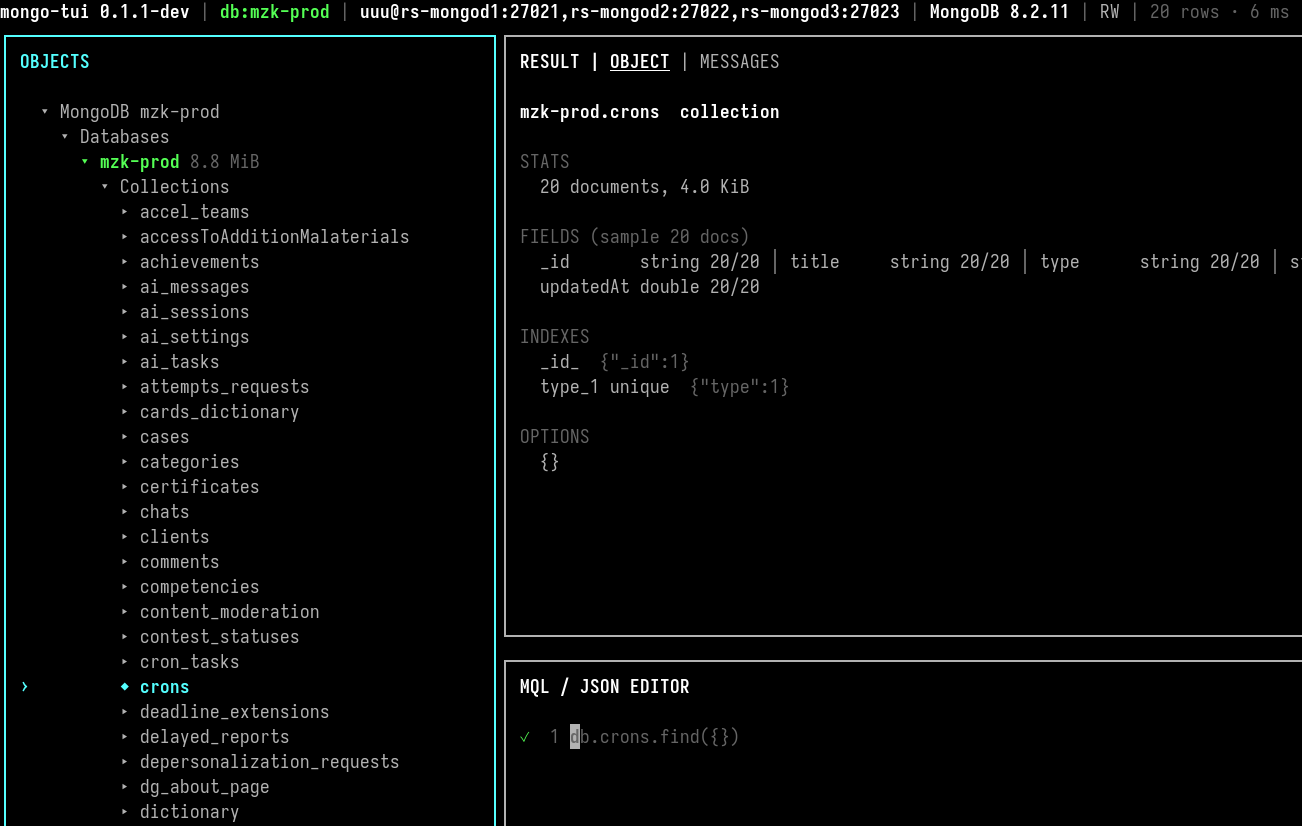 mongo-tui 0.1.1-dev | db:mzk-prod | uuu@rs-mongod1:27021,rs-mongod2:27022,rs-mongod3:27023 | MongoDB 8.2.11 | RW | 20 rows · 6 ms
OBJECTS
▾ MongoDB mzk-prod
▾ Databases
▾ mzk-prod 8.8 MiB
▾ Collections
▸ accel_teams
▸ accessToAdditionMalaterials
▸ achievements
▸ ai_messages
▸ ai_sessions
▸ ai_settings
▸ ai_tasks
▸ attempts_requests
▸ cards_dictionary
▸ cases
▸ categories
▸ certificates
▸ chats
▸ clients
▸ comments
▸ competencies
▸ content_moderation
▸ contest_statuses
▸ cron_tasks
› ◆ crons
▸ deadline_extensions
▸ delayed_reports
▸ depersonalization_requests
▸ dg_about_page
▸ dictionary
RESULT | OBJECT | MESSAGES
mzk-prod.crons collection
STATS
20 documents, 4.0 KiB
FIELDS (sample 20 docs)
_id string 20/20 │ title string 20/20 │ type string 20/20 │
updatedAt double 20/20
INDEXES
_id_ {"_id":1}
type_1 unique {"type":1}
OPTIONS
{}
MQL / JSON EDITOR
✓ 1 db.crons.find({})